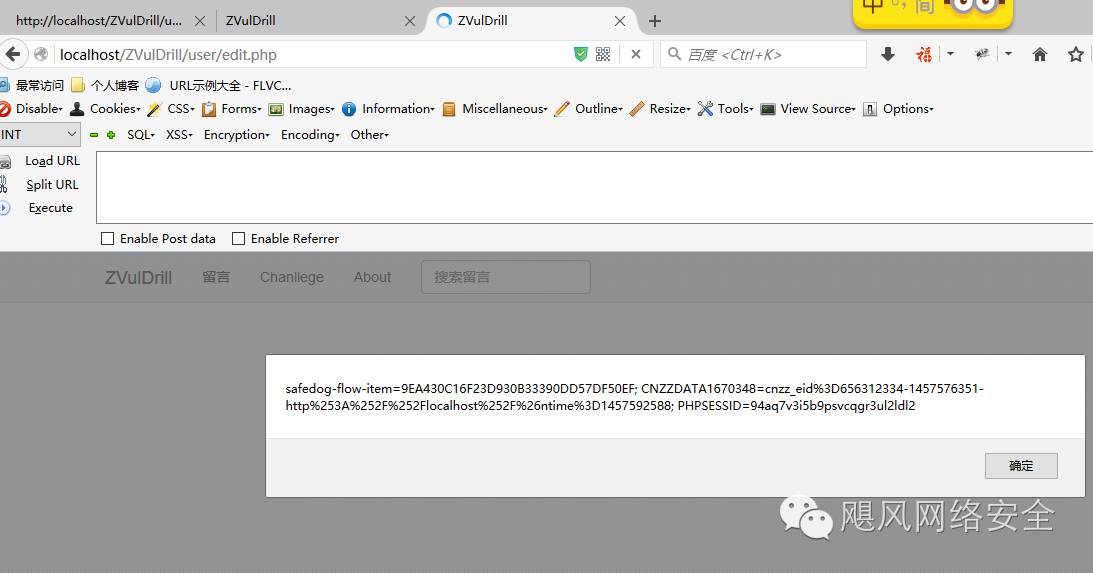 http://localhost/ZVulDrill/u... ZVulDrill ZVulDrill
中 简
localhost/ZVulDrill/user/edit.php 百度 <Ctrl+K>
最常访问 个人博客 URL示例大全 - FLVC...
Disable Cookies CSS Forms Images Information Miscellaneous Outline Resize Tools View Source Options
INT SQL XSS Encryption Encoding Other
Load URL
Split URL
Execute
Enable Post data Enable Referrer
ZVulDrill 留言 Chanllege About 搜索留言
safedog-flow-item=9EA430C16F23D930B33390DD57DF50EF; CNZZDATA1670348=cnzz_eid%3D656312334-1457576351-
http%253A%252F%252Flocalhost%252F%26ntime%3D1457592588; PHPSESSID=94aq7v3i5b9psvcqgr3ul2ldl2
确定
飓风网络安全